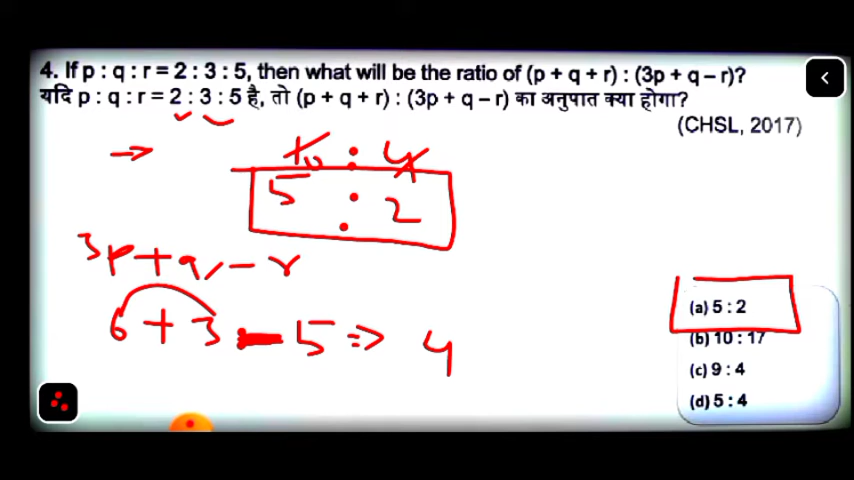 4. If p : q : r = 2 : 3 : 5, then what will be the ratio of (p + q + r) : (3p + q – r)?
यदि p : q : r = 2 : 3 : 5 है, तो (p + q + r) : (3p + q – r) का अनुपात क्या होगा?
(CHSL, 2017)
→ 10 : 4
5 : 2
3p + q – r
6 + 3 - 5 => 4
(a) 5 : 2
(b) 10 : 17
(c) 9 : 4
(d) 5 : 4